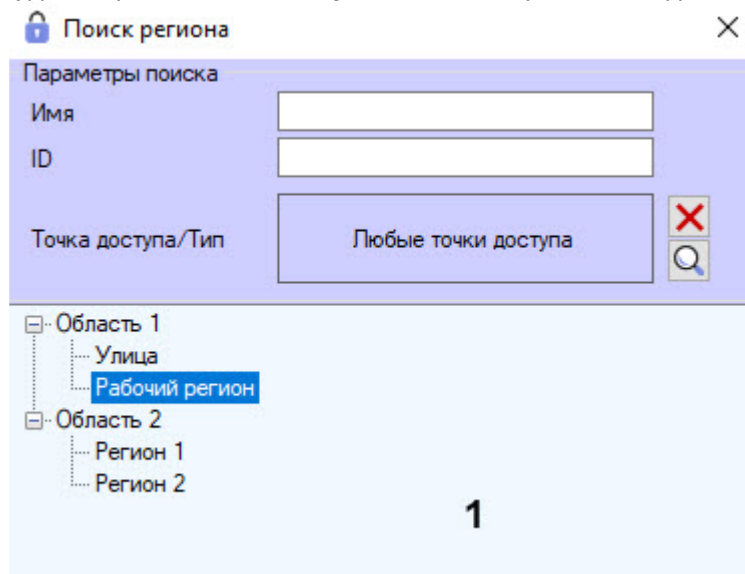 Поиск региона
Параметры поиска
Имя
ID
Точка доступа/Тип Любые точки доступа
Область 1
Улица
Рабочий регион
Область 2
Регион 1
Регион 2
1